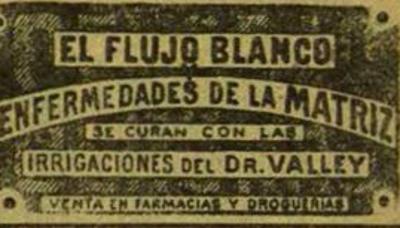 EL FLUJO BLANCO
Y
ENFERMEDADES DE LA MATRIZ
SE CURAN CON LAS
IRRIGACIONES DEL DR. VALLEY
VENTA EN FARMACIAS Y DROGUERIAS